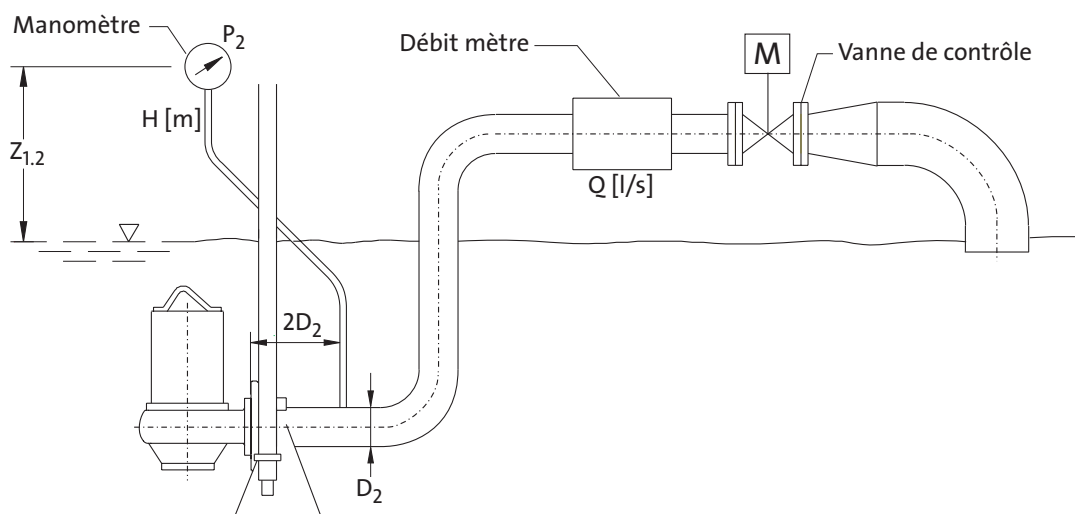 Manomètre
P2
Débit mètre
M
Vanne de contrôle
H [m]
Z1.2
Q [l/s]
2D2
D2